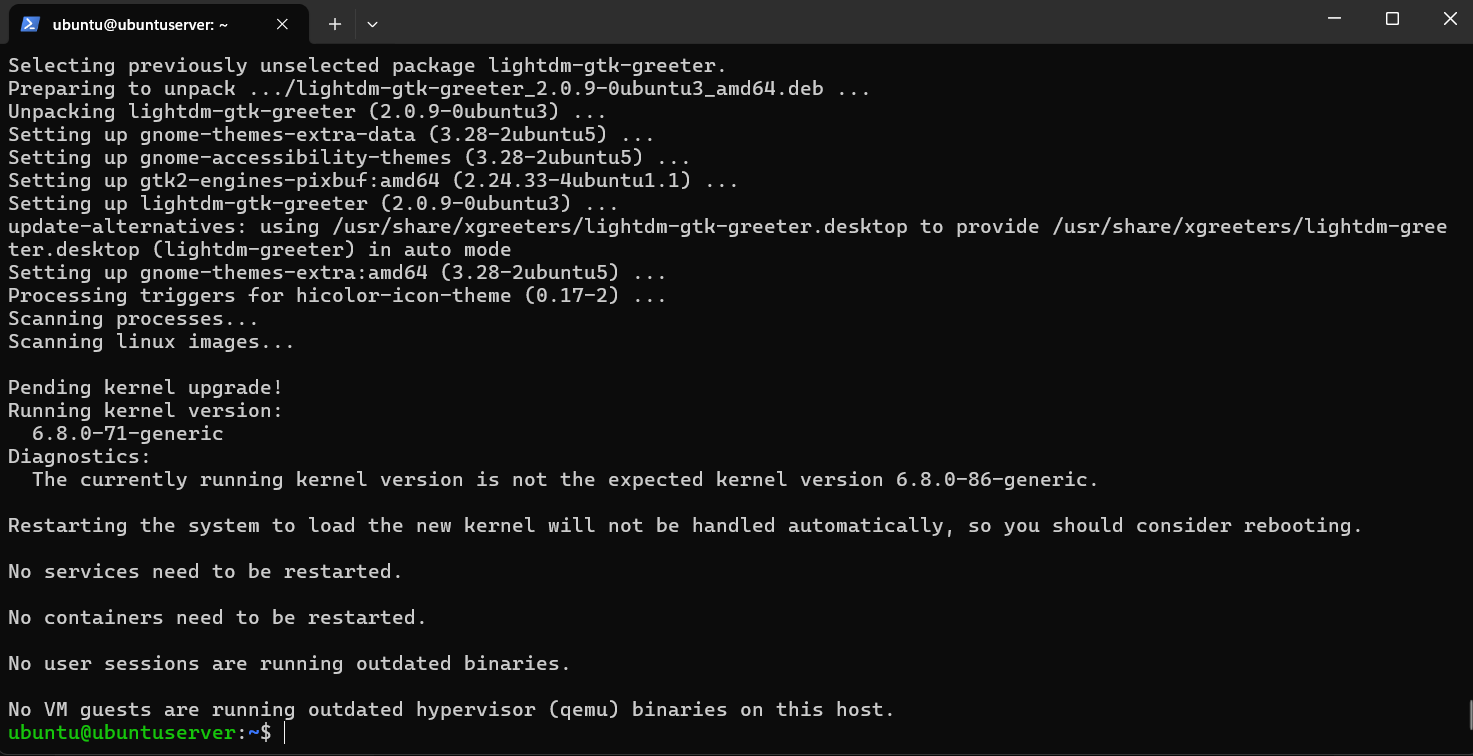 ubuntu@ubuntuserver: ~
Selecting previously unselected package lightdm-gtk-greeter.
Preparing to unpack .../lightdm-gtk-greeter_2.0.9-0ubuntu3_amd64.deb ...
Unpacking lightdm-gtk-greeter (2.0.9-0ubuntu3) ...
Setting up gnome-themes-extra-data (3.28-2ubuntu5) ...
Setting up gnome-accessibility-themes (3.28-2ubuntu5) ...
Setting up gtk2-engines-pixbuf:amd64 (2.24.33-4ubuntu1.1) ...
Setting up lightdm-gtk-greeter (2.0.9-0ubuntu3) ...
update-alternatives: using /usr/share/xgreeters/lightdm-gtk-greeter.desktop to provide /usr/share/xgreeters/lightdm-gree
ter.desktop (lightdm-greeter) in auto mode
Setting up gnome-themes-extra:amd64 (3.28-2ubuntu5) ...
Processing triggers for hicolor-icon-theme (0.17-2) ...
Scanning processes...
Scanning linux images...

Pending kernel upgrade!
Running kernel version:
  6.8.0-71-generic
Diagnostics:
  The currently running kernel version is not the expected kernel version 6.8.0-86-generic.

Restarting the system to load the new kernel will not be handled automatically, so you should consider rebooting.

No services need to be restarted.

No containers need to be restarted.

No user sessions are running outdated binaries.

No VM guests are running outdated hypervisor (qemu) binaries on this host.
ubuntu@ubuntuserver:~$